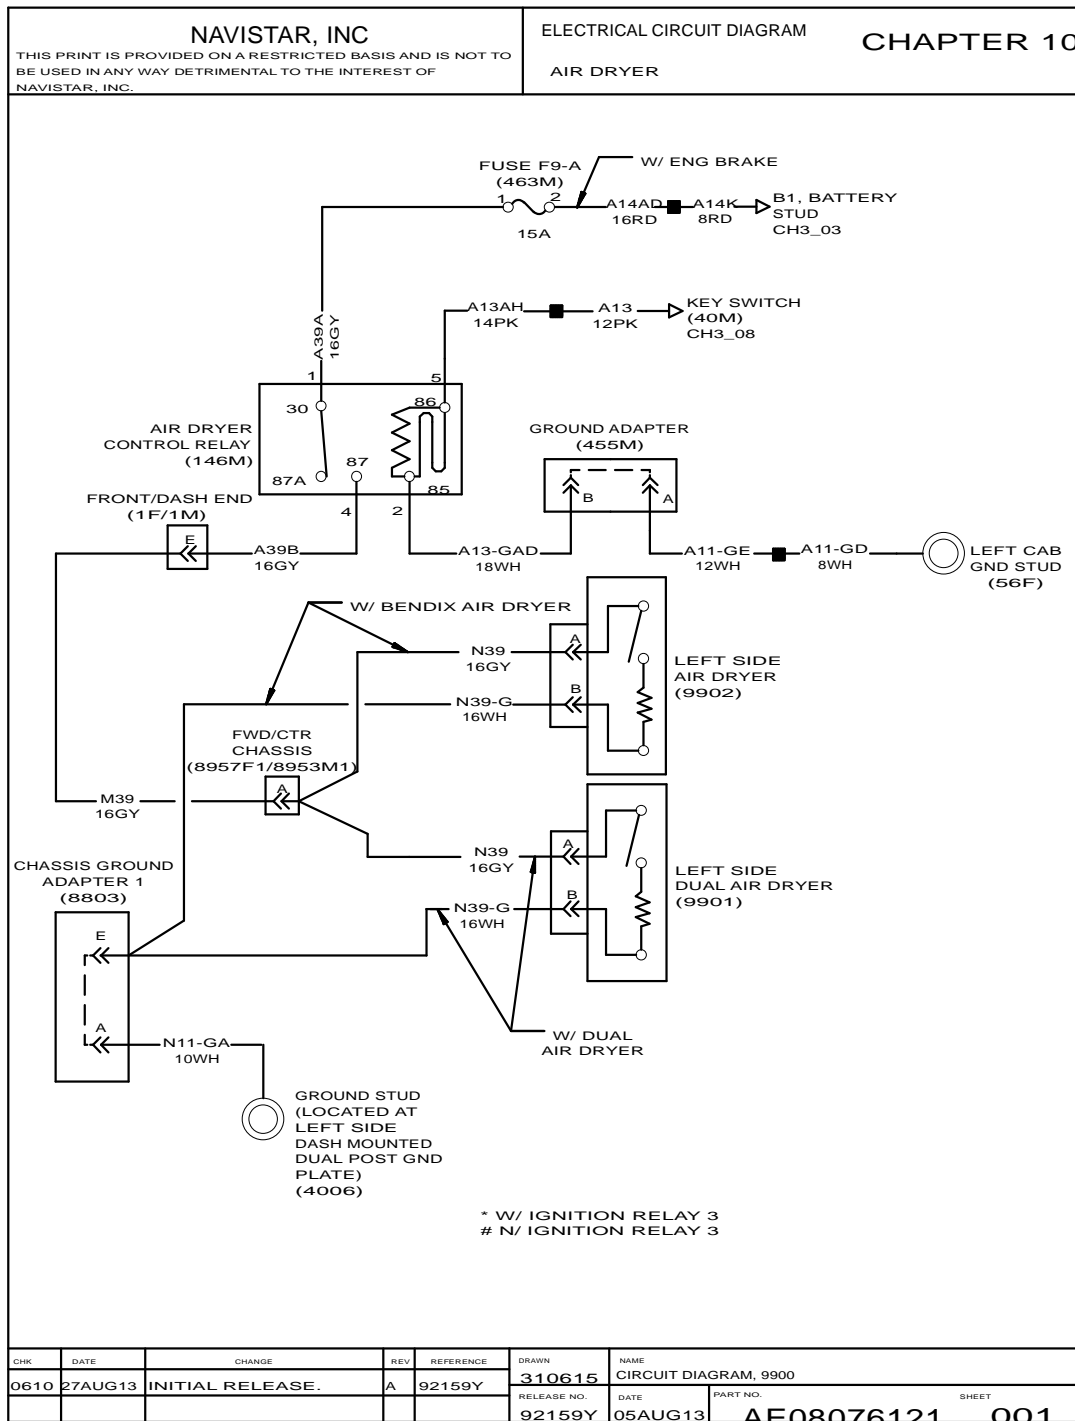 NAVISTAR, INC
THIS PRINT IS PROVIDED ON A RESTRICTED BASIS AND IS NOT TO
BE USED IN ANY WAY DETRIMENTAL TO THE INTEREST OF
NAVISTAR, INC.
ELECTRICAL CIRCUIT DIAGRAM
AIR DRYER
CHAPTER 10
FUSE F9-A
(463M)
1
2
15A
W/ ENG BRAKE
A14AD
16RD
A14K
8RD
B1, BATTERY
STUD
CH3_03
A39A
16GY
A13AH
14PK
A13
12PK
KEY SWITCH
(40M)
CH3_08
1
5
30
86
87
87A
85
4
2
AIR DRYER
CONTROL RELAY
(146M)
GROUND ADAPTER
(455M)
B
A
FRONT/DASH END
(1F/1M)
E
A39B
16GY
A13-GAD
18WH
A11-GE
12WH
A11-GD
8WH
LEFT CAB
GND STUD
(56F)
W/ BENDIX AIR DRYER
N39
16GY
A
N39-G
16WH
B
LEFT SIDE
AIR DRYER
(9902)
FWD/CTR
CHASSIS
(8957F1/8953M1)
A
M39
16GY
N39
16GY
A
N39-G
16WH
B
LEFT SIDE
DUAL AIR DRYER
(9901)
CHASSIS GROUND
ADAPTER 1
(8803)
E
A
N11-GA
10WH
W/ DUAL
AIR DRYER
GROUND STUD
(LOCATED AT
LEFT SIDE
DASH MOUNTED
DUAL POST GND
PLATE)
(4006)
* W/ IGNITION RELAY 3
# N/ IGNITION RELAY 3
CHK DATE CHANGE REV REFERENCE
0610 27AUG13 INITIAL RELEASE. A 92159Y
DRAWN
310615
NAME
CIRCUIT DIAGRAM, 9900
RELEASE NO.
92159Y
DATE
05AUG13
PART NO.
AE08076121
SHEET
001